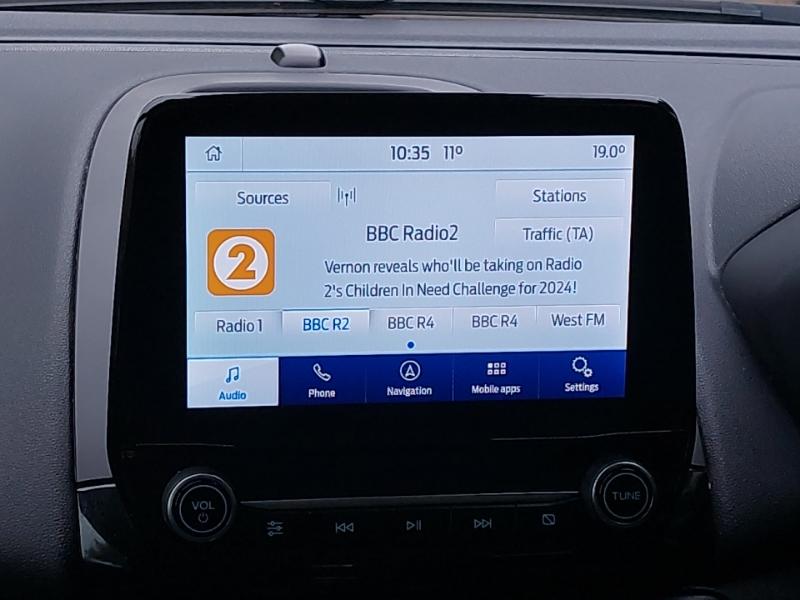 10:35 11° 19.0°
Sources Stations
BBC Radio2 Traffic (TA)
2
Vernon reveals who'll be taking on Radio
2's Children In Need Challenge for 2024!
Radio 1 BBC R2 BBC R4 BBC R4 West FM
Audio Phone Navigation Mobile apps Settings
VOL TUNE